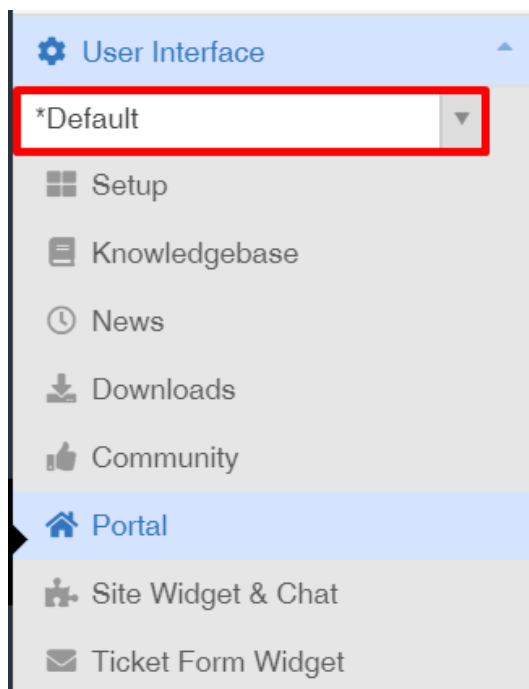 User Interface
*Default
Setup
Knowledgebase
News
Downloads
Community
Portal
Site Widget & Chat
Ticket Form Widget